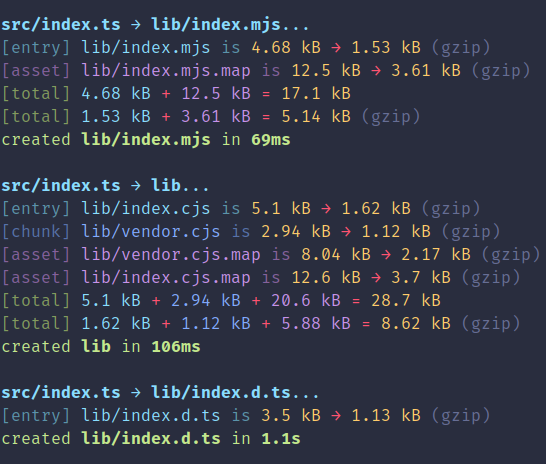 src/index.ts → lib/index.mjs...
[entry] lib/index.mjs is 4.68 kB → 1.53 kB (gzip)
[asset] lib/index.mjs.map is 12.5 kB → 3.61 kB (gzip)
[total] 4.68 kB + 12.5 kB = 17.1 kB
[total] 1.53 kB + 3.61 kB = 5.14 kB (gzip)
created lib/index.mjs in 69ms
src/index.ts → lib...
[entry] lib/index.cjs is 5.1 kB → 1.62 kB (gzip)
[chunk] lib/vendor.cjs is 2.94 kB → 1.12 kB (gzip)
[asset] lib/vendor.cjs.map is 8.04 kB → 2.17 kB (gzip)
[asset] lib/index.cjs.map is 12.6 kB → 3.7 kB (gzip)
[total] 5.1 kB + 2.94 kB + 20.6 kB = 28.7 kB
[total] 1.62 kB + 1.12 kB + 5.88 kB = 8.62 kB (gzip)
created lib in 106ms
src/index.ts → lib/index.d.ts...
[entry] lib/index.d.ts is 3.5 kB → 1.13 kB (gzip)
created lib/index.d.ts in 1.1s